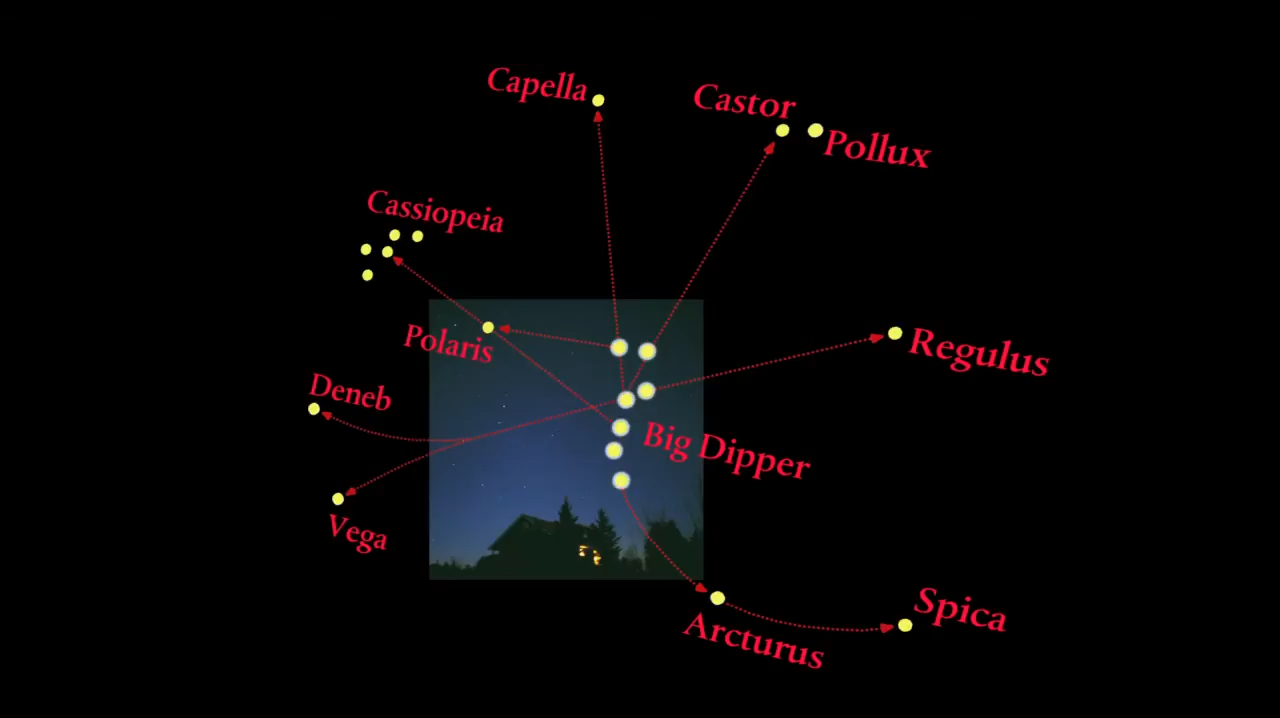 Capella
Castor
Pollux
Cassiopeia
Polaris
Regulus
Deneb
Big Dipper
Vega
Spica
Arcturus